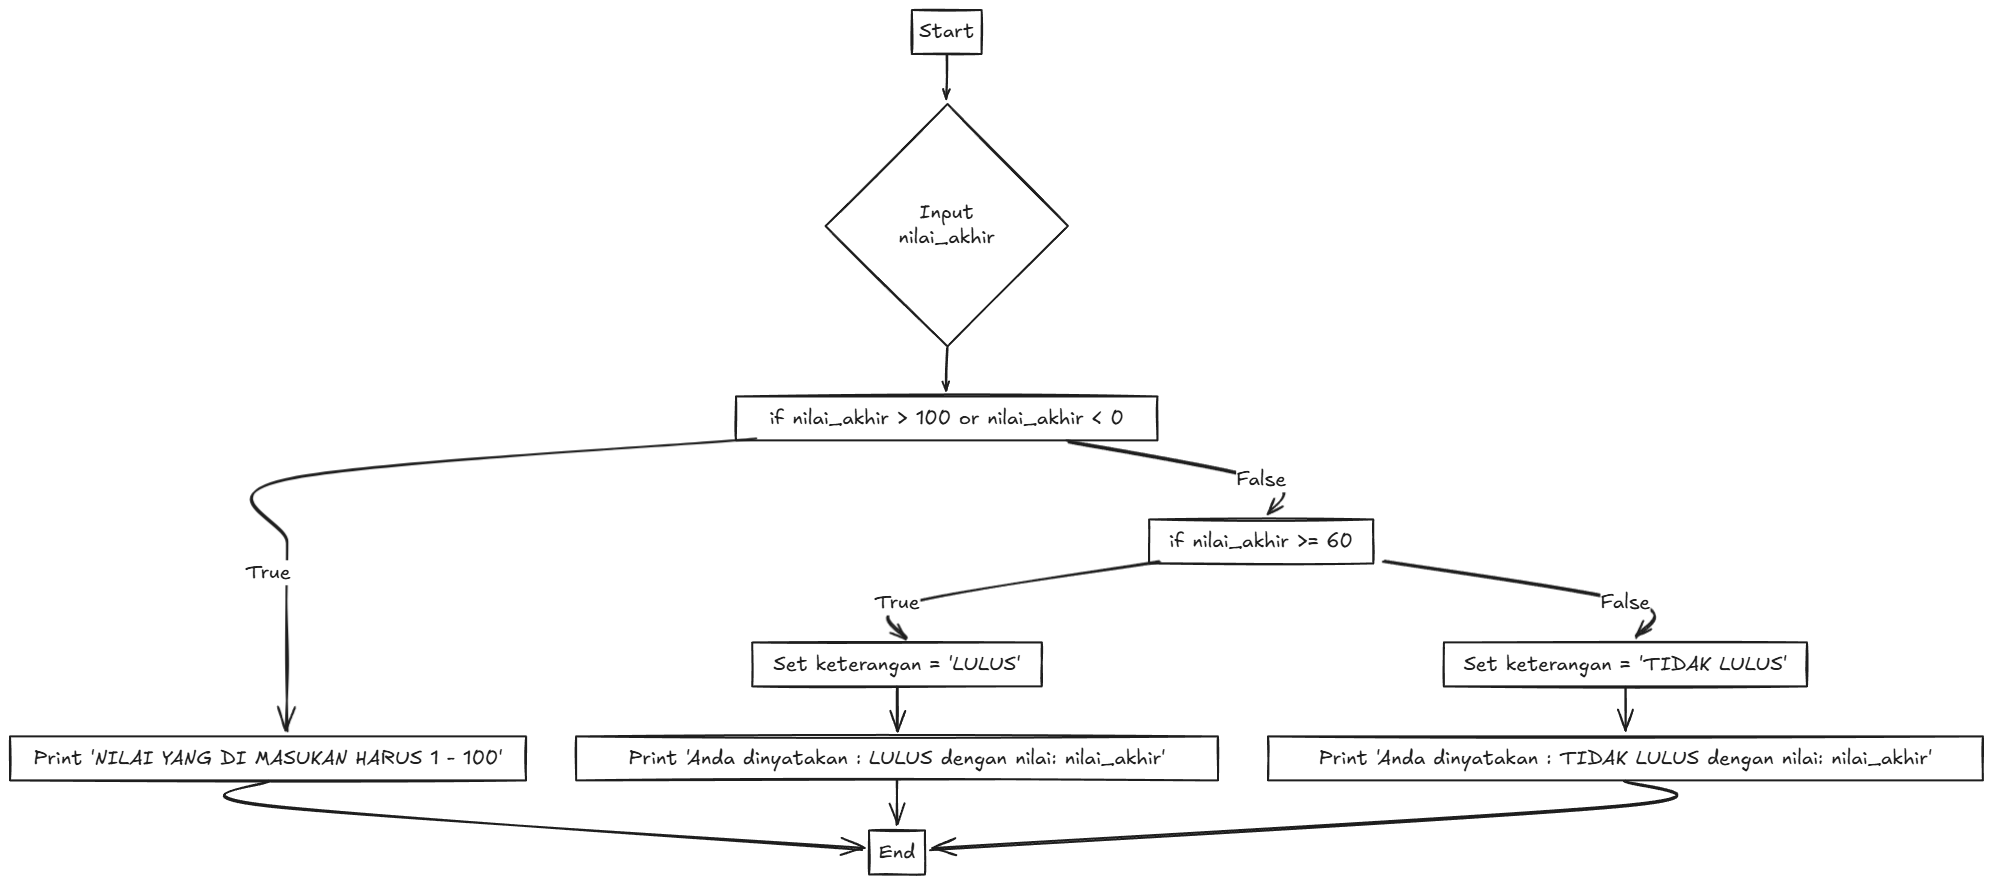 Start
Input
nilai_akhir
if nilai_akhir > 100 or nilai_akhir < 0
False
if nilai_akhir >= 60
True
True
False
Set keterangan = 'LULUS'
Set keterangan = 'TIDAK LULUS'
Print 'NILAI YANG DI MASUKAN HARUS 1 - 100'
Print 'Anda dinyatakan : LULUS dengan nilai: nilai_akhir'
Print 'Anda dinyatakan : TIDAK LULUS dengan nilai: nilai_akhir'
End